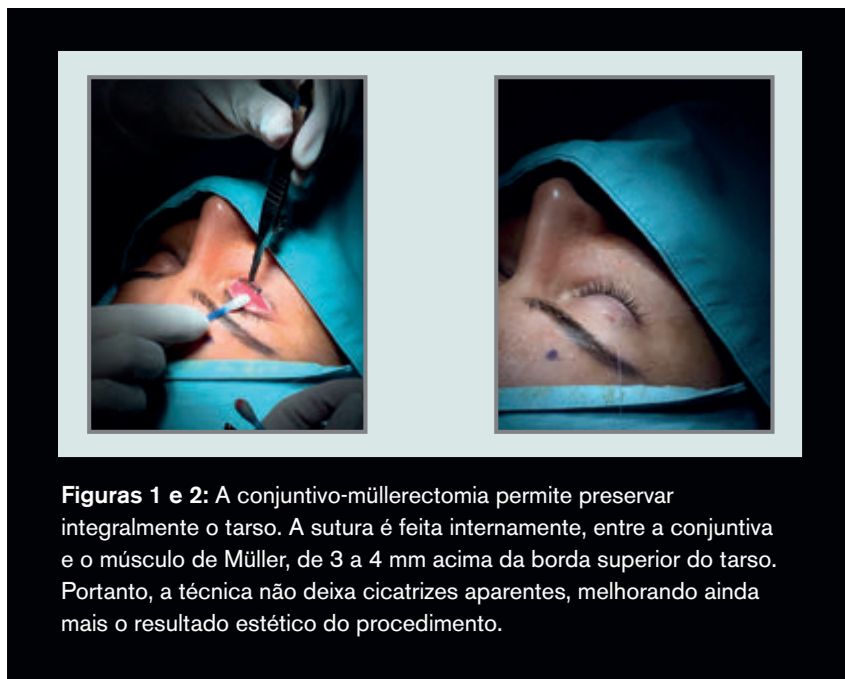 Figuras 1 e 2: A conjuntivo-müllerectomia permite preservar
integralmente o tarso. A sutura é feita internamente, entre a conjuntiva
e o músculo de Müller, de 3 a 4 mm acima da borda superior do tarso.
Portanto, a técnica não deixa cicatrizes aparentes, melhorando ainda
mais o resultado estético do procedimento.